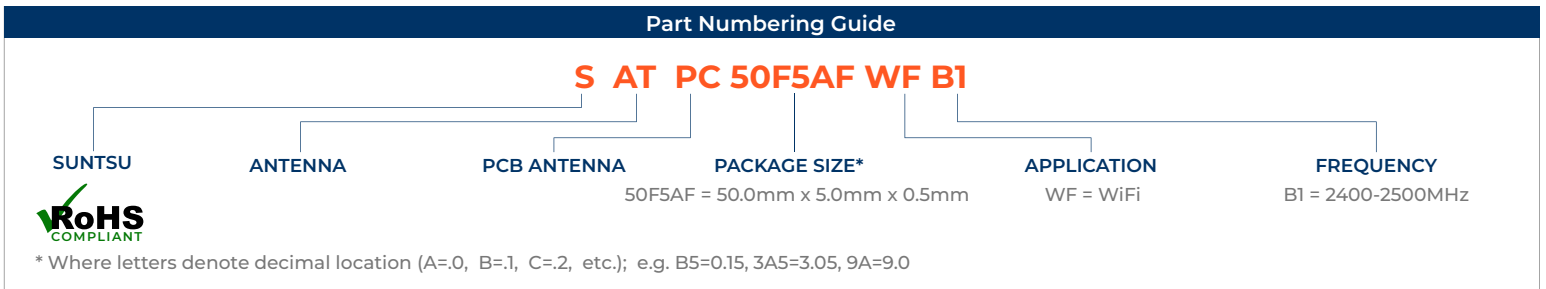 Part Numbering Guide
S AT PC 50F5AF WF B1
SUNTSU
ANTENNA
PCB ANTENNA
PACKAGE SIZE*
APPLICATION
FREQUENCY
50F5AF = 50.0mm x 5.0mm x 0.5mm
WF = WiFi
B1 = 2400-2500MHz
RoHS
COMPLIANT
* Where letters denote decimal location (A=.0, B=.1, C=.2, etc.); e.g. B5=0.15, 3A5=3.05, 9A=9.0